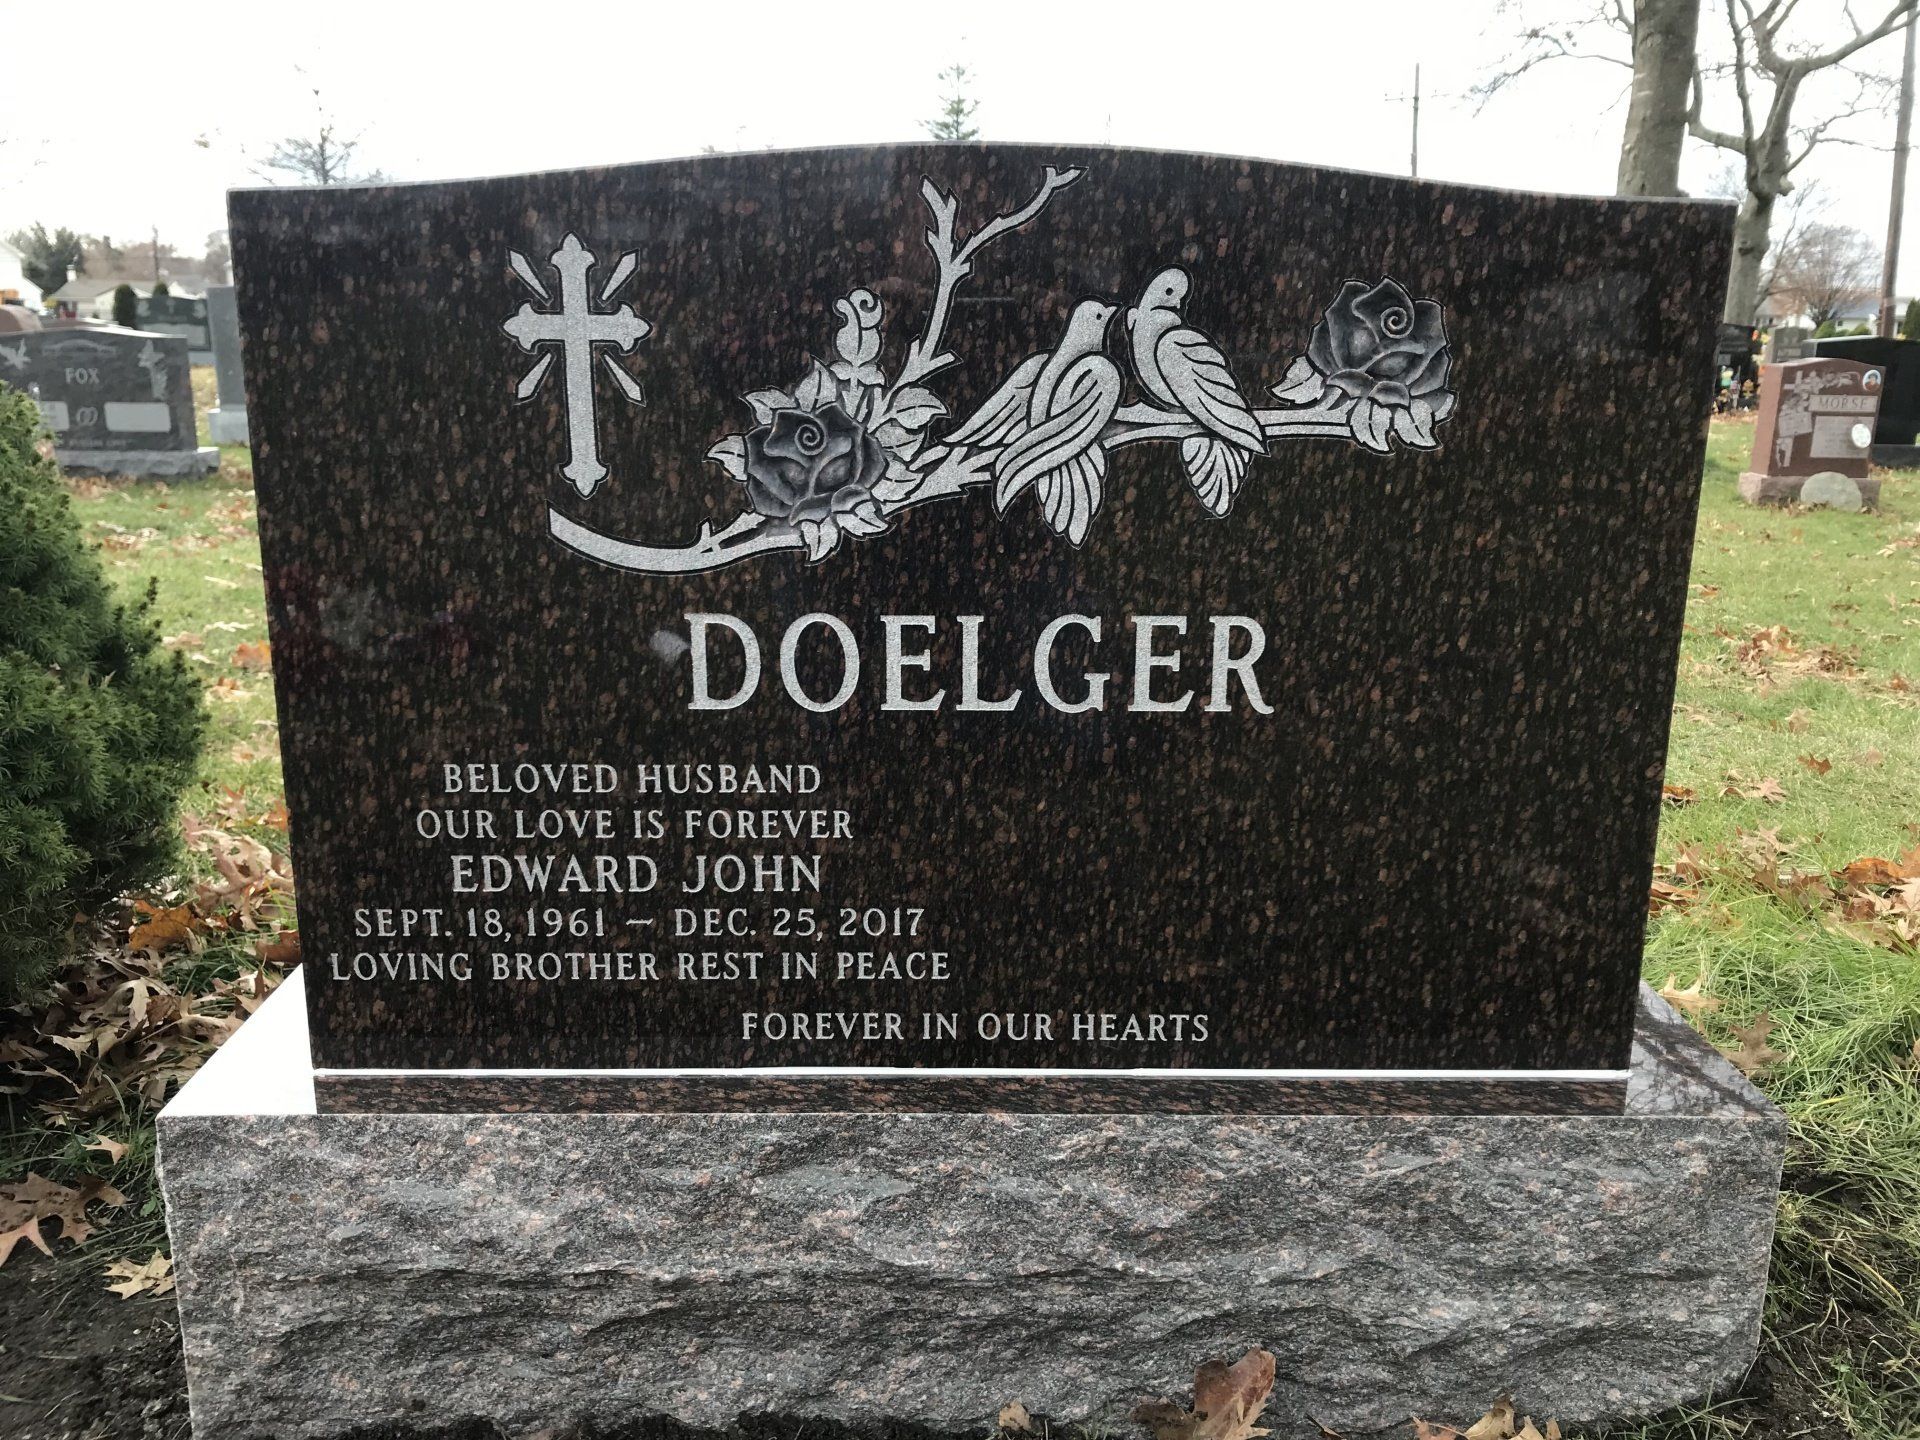 DOELGER
BELOVED HUSBAND
OUR LOVE IS FOREVER
EDWARD JOHN
SEPT. 18, 1961 – DEC. 25, 2017
LOVING BROTHER REST IN PEACE
FOREVER IN OUR HEARTS
FOX
MORSE